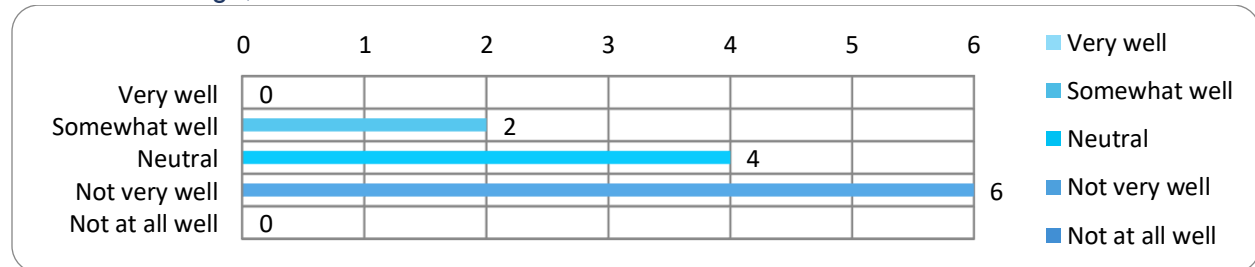 0 1 2 3 4 5 6
Very well 0
Somewhat well 2
Neutral 4
Not very well 6
Not at all well 0
Very well
Somewhat well
Neutral
Not very well
Not at all well